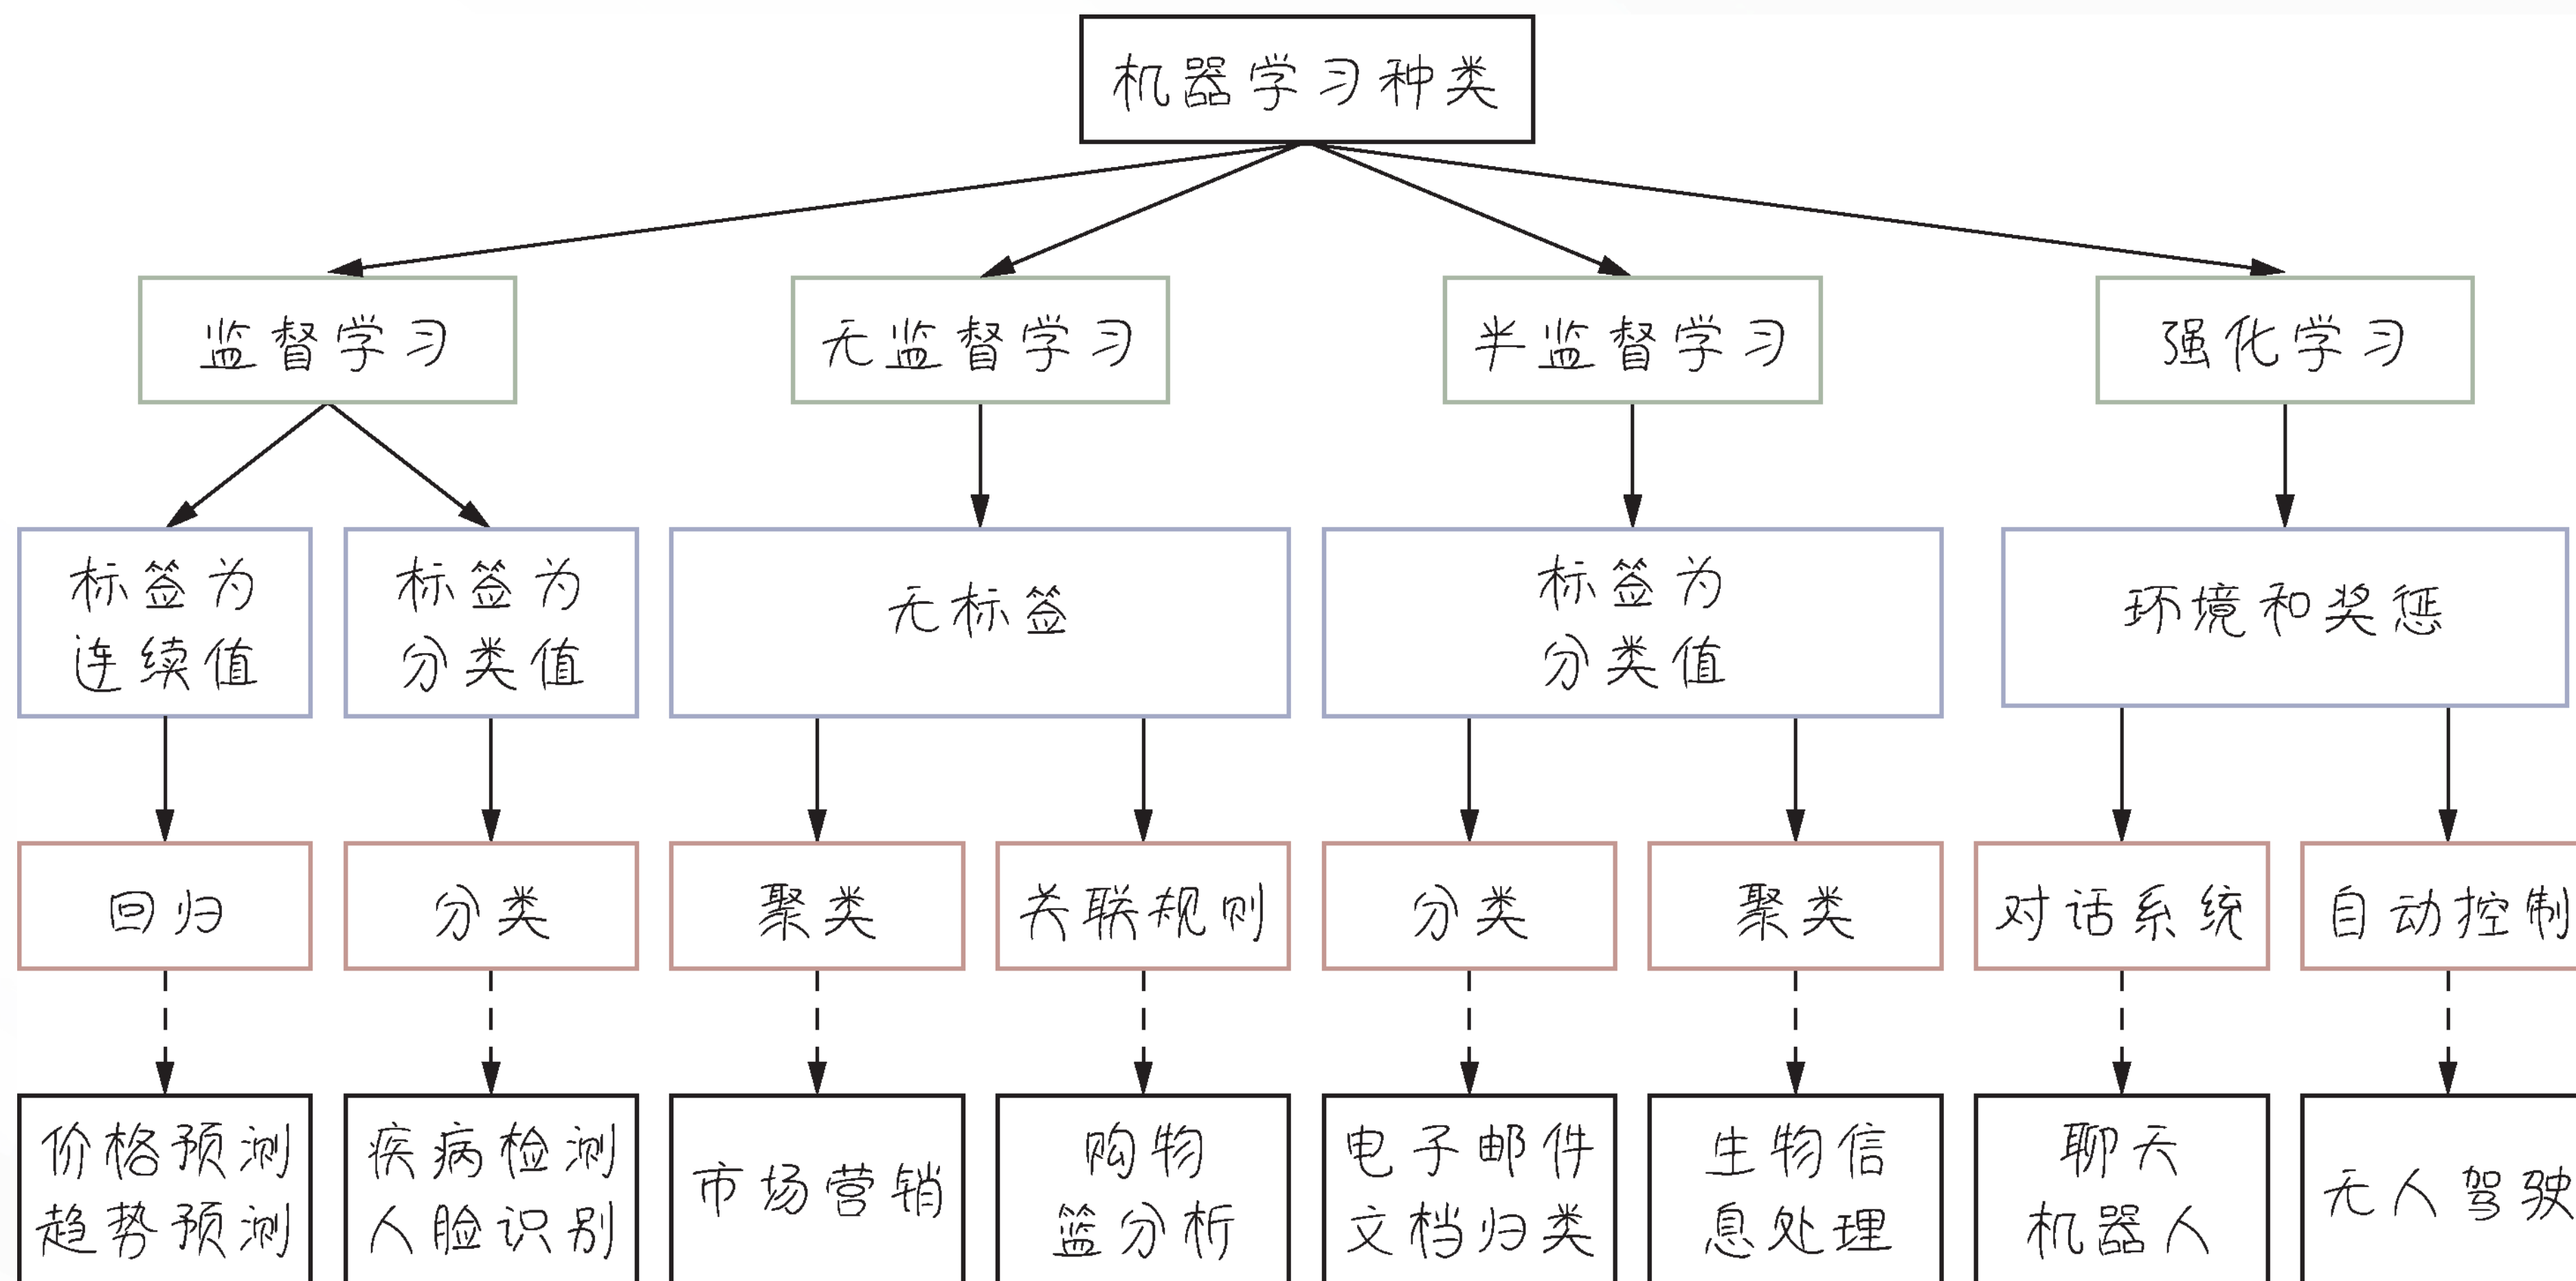 机器学习种类
监督学习
无监督学习
半监督学习
强化学习
标签为
连续值
标签为
分类值
无标签
标签为
分类值
环境和奖惩
回归
分类
聚类
关联规则
分类
聚类
对话系统
自动控制
价格预测
趋势预测
疾病检测
人脸识别
市场营销
购物
篮分析
电子邮件
文档归类
生物信
息处理
聊天
机器人
无人驾驶